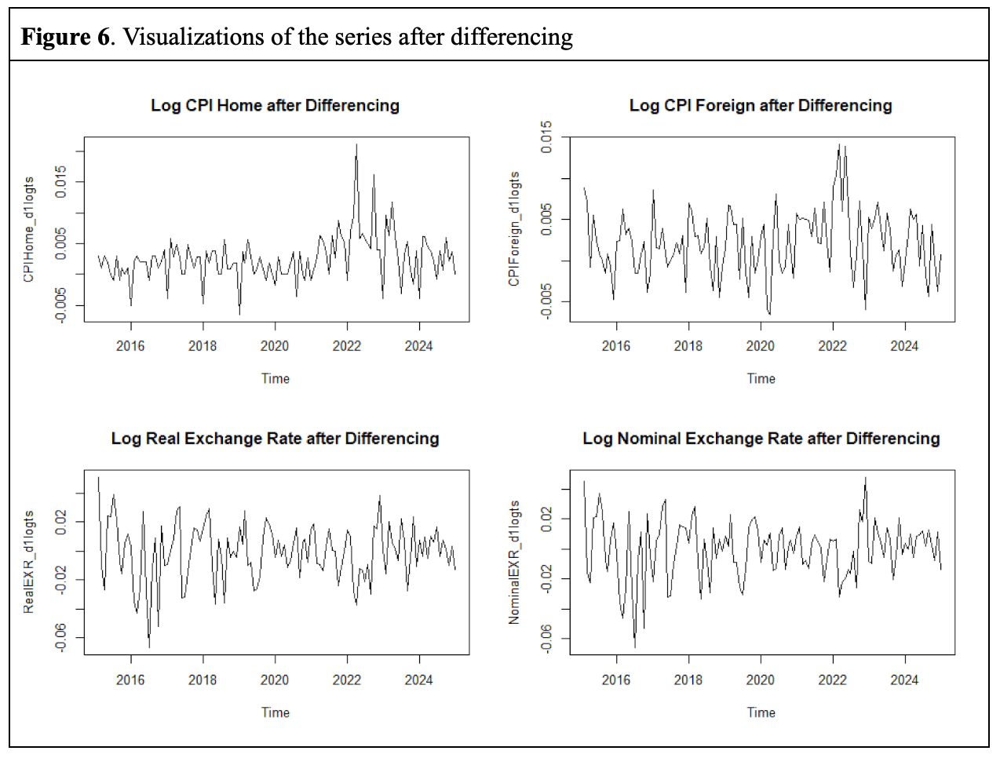 Figure 6. Visualizations of the series after differencing
Log CPI Home after Differencing
CPIHome_d1logts
0.015
0.005
-0.005
2016 2018 2020 2022 2024
Time
Log CPI Foreign after Differencing
CPIForeign_d1logts
0.015
0.005
-0.005
2016 2018 2020 2022 2024
Time
Log Real Exchange Rate after Differencing
RealEXR_d1logts
0.02
-0.02
-0.06
2016 2018 2020 2022 2024
Time
Log Nominal Exchange Rate after Differencing
NominalEXR_d1logts
0.02
-0.02
-0.06
2016 2018 2020 2022 2024
Time